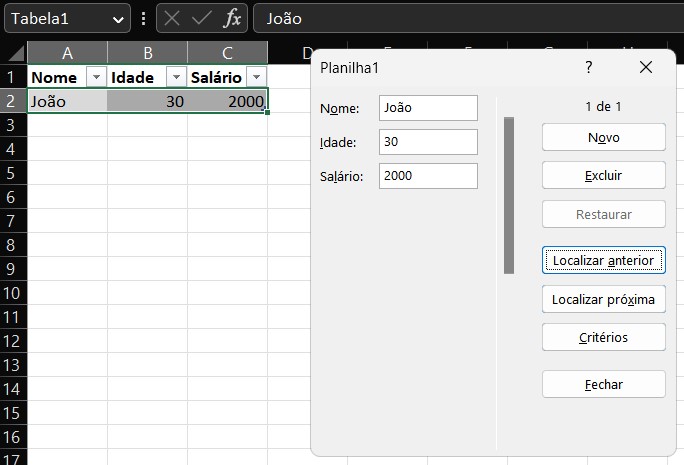 Tabela1 fx João
A B C D
1 Nome Idade Salário
2 João 30 2000
3
4
5
6
7
8
9
10
11
12
13
14
15
16
17
Planilha1 ?
Nome: João
Idade: 30
Salário: 2000
1 de 1
Novo
Excluir
Restaurar
Localizar anterior
Localizar próxima
Critérios
Fechar